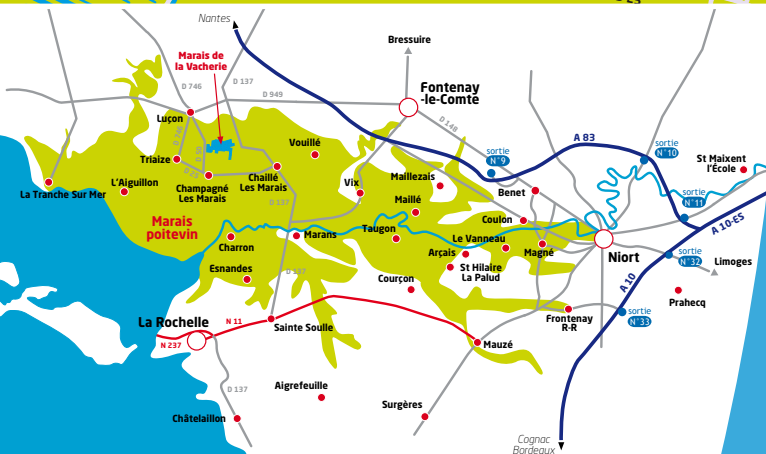 Nantes
Bressuire
Marais de
la Vacherie
D 137
D 746
D 949
Fontenay
-le-Comte
Luçon
D 148
A 83
sortie
N°10
Vouillé
sortie
N°9
D 746
D 50
D 25
Triaize
St Maixent
l'École
La Tranche Sur Mer
L'Aiguillon
Champagné
Les Marais
Chaillé
Les Marais
Vix
Maillezais
Benet
sortie
N°11
D 137
Maillé
Marais
poitevin
Coulon
A 10-E5
Charron
Marans
Taugon
Le Vanneau
Arçais
Magné
Niort
sortie
N°32
Limoges
Esnandes
D 137
St Hilaire
La Palud
Courçon
A 10
Prahecq
La Rochelle
N 11
Sainte Soulle
Frontenay
R-R
sortie
N°33
N 237
Mauzé
D 137
Aigrefeuille
Surgères
Châtelaillon
Cognac
Bordeaux